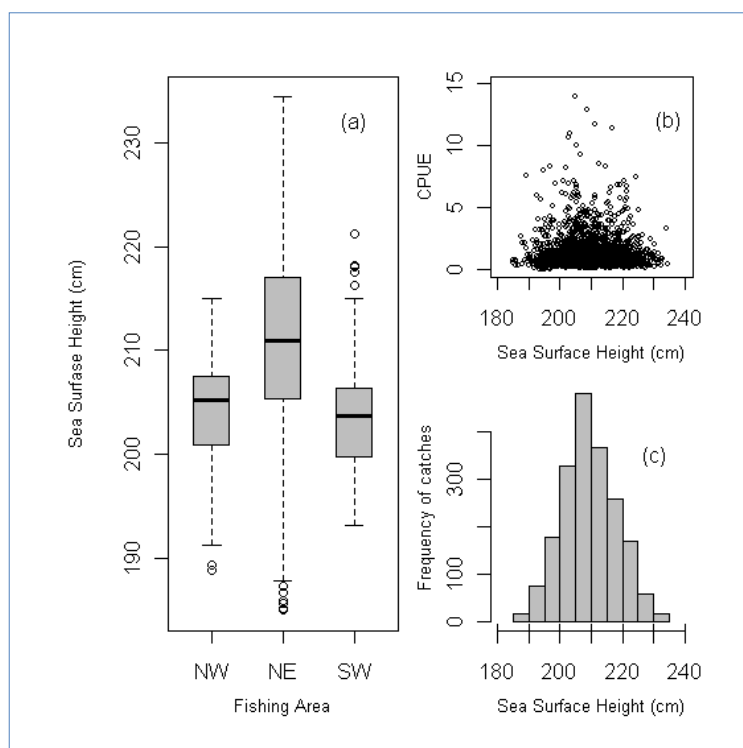 (a)
Sea Surfase Height (cm)
230
220
210
200
190
NW NE SW
Fishing Area
(b)
CPUE
15
10
5
0
180 200 220 240
Sea Surface Height (cm)
(c)
Frequency of catches
300
100
0
180 200 220 240
Sea Surface Height (cm)